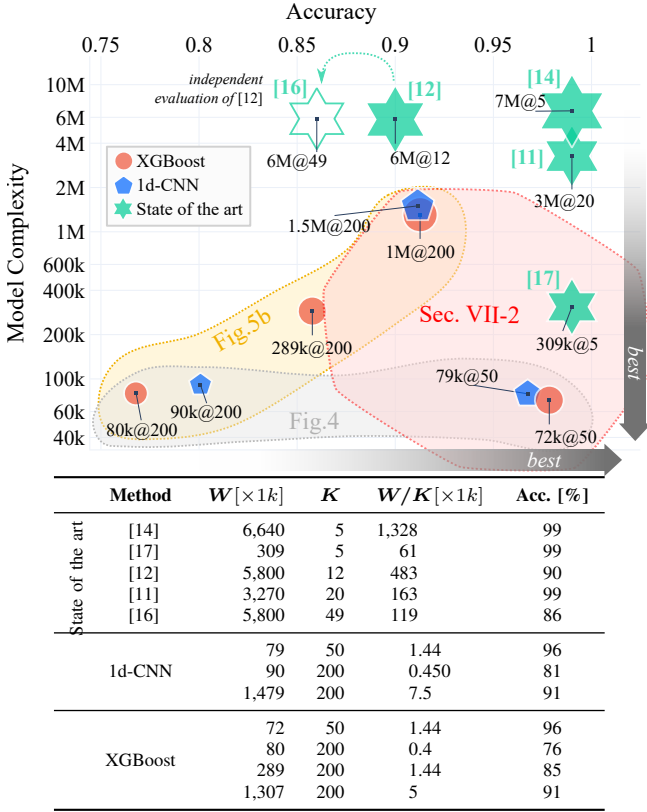 Accuracy
0.75 0.8 0.85 0.9 0.95 1
Model Complexity
10M
6M
4M
2M
1M
600k
400k
200k
100k
60k
40k
independent
evaluation of [12]
[16]
[12]
[14]
[11]
[17]
6M@49
6M@12
7M@5
3M@20
XGBoost
1d-CNN
State of the art
1.5M@200
1M@200
289k@200
309k@5
80k@200
90k@200
79k@50
72k@50
Fig.5b
Fig.4
Sec. VII-2
best
best
Method W[×1k] K W/K[×1k] Acc. [%]
State of the art
[14] 6,640 5 1,328 99
[17] 309 5 61 99
[12] 5,800 12 483 90
[11] 3,270 20 163 99
[16] 5,800 49 119 86
1d-CNN
79 50 1.44 96
90 200 0.450 81
1,479 200 7.5 91
XGBoost
72 50 1.44 96
80 200 0.4 76
289 200 1.44 85
1,307 200 5 91